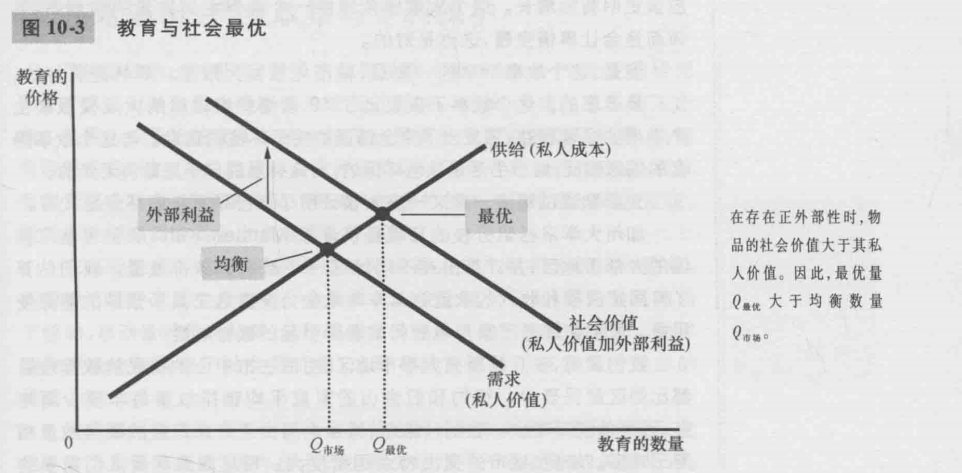 图 10-3 教育与社会最优
教育的
价格
供给 (私人成本)
外部利益
最优
均衡
社会价值
(私人价值加外部利益)
需求
(私人价值)
0
Q市场
Q最优
教育的数量
在存在正外部性时,物
品的社会价值大于其私
人价值。因此,最优量
Q最优 大于均衡数量
Q市场。